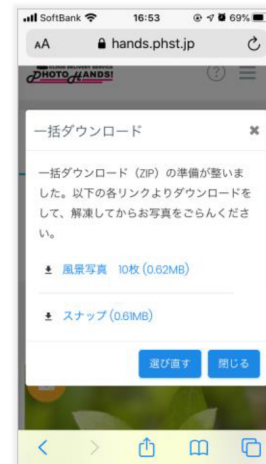 SoftBank 16:53 69%
AA hands.phst.jp
PHOTO HANDS!
一括ダウンロード ×
一括ダウンロード（ZIP）の準備が整いま
した。以下の各リンクよりダウンロードを
して、解凍してからお写真をごらんくださ
い。
風景写真 10枚 (0.62MB)
スナップ (0.61MB)
選び直す 閉じる